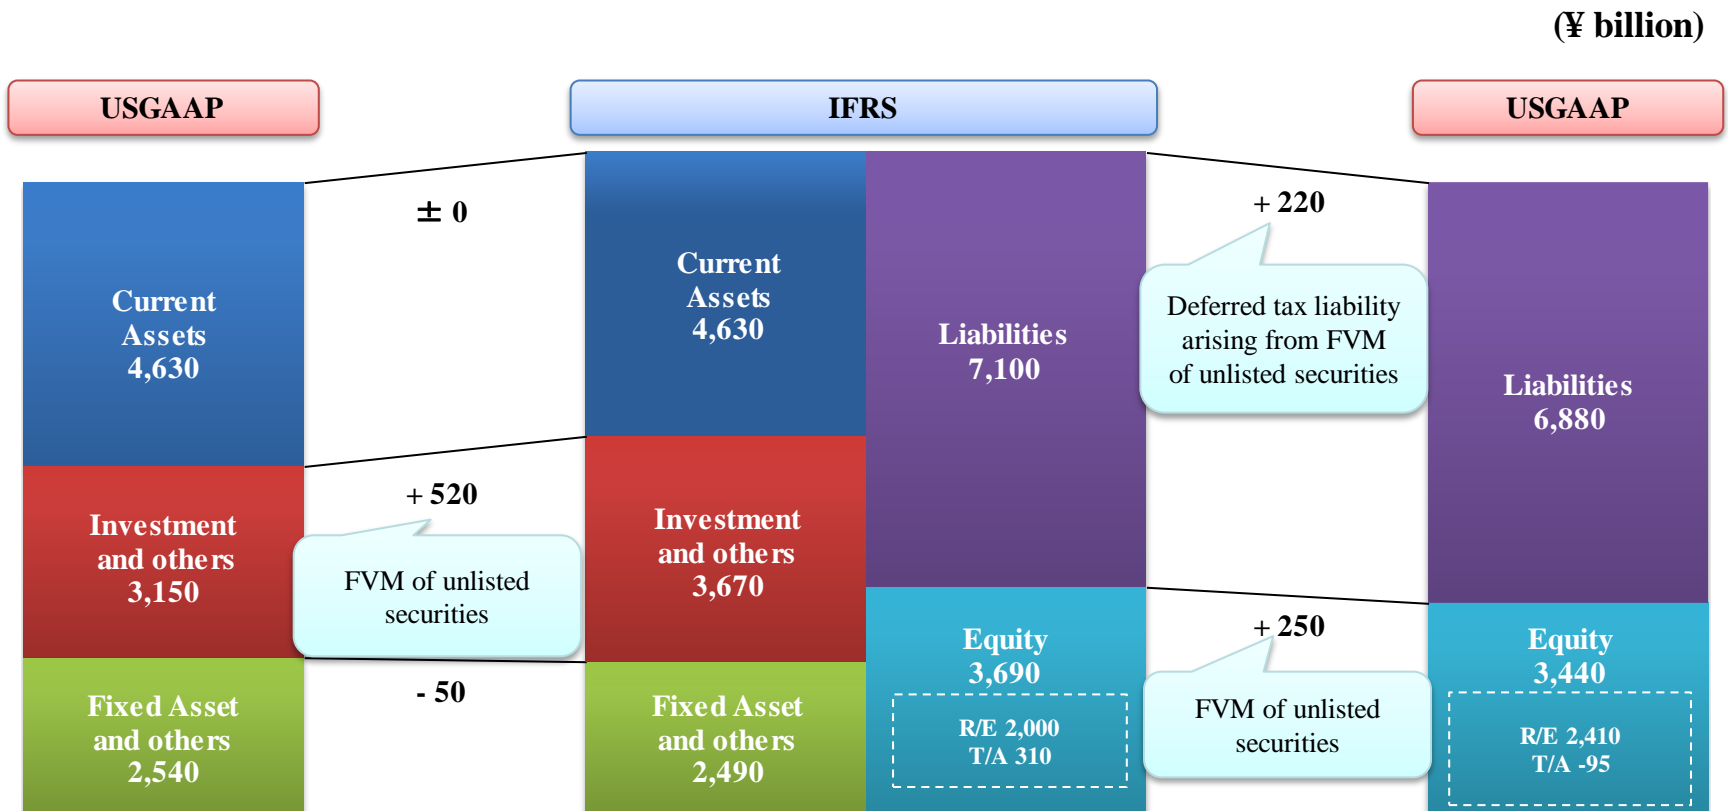 (¥ billion)
USGAAP
IFRS
USGAAP
Current
Assets
4,630
Investment
and others
3,150
Fixed Asset
and others
2,540
± 0
+ 520
FVM of unlisted
securities
- 50
Current
Assets
4,630
Investment
and others
3,670
Fixed Asset
and others
2,490
Liabilities
7,100
Equity
3,690
R/E 2,000
T/A 310
+ 220
Deferred tax liability
arising from FVM
of unlisted securities
+ 250
FVM of unlisted
securities
Liabilities
6,880
Equity
3,440
R/E 2,410
T/A -95